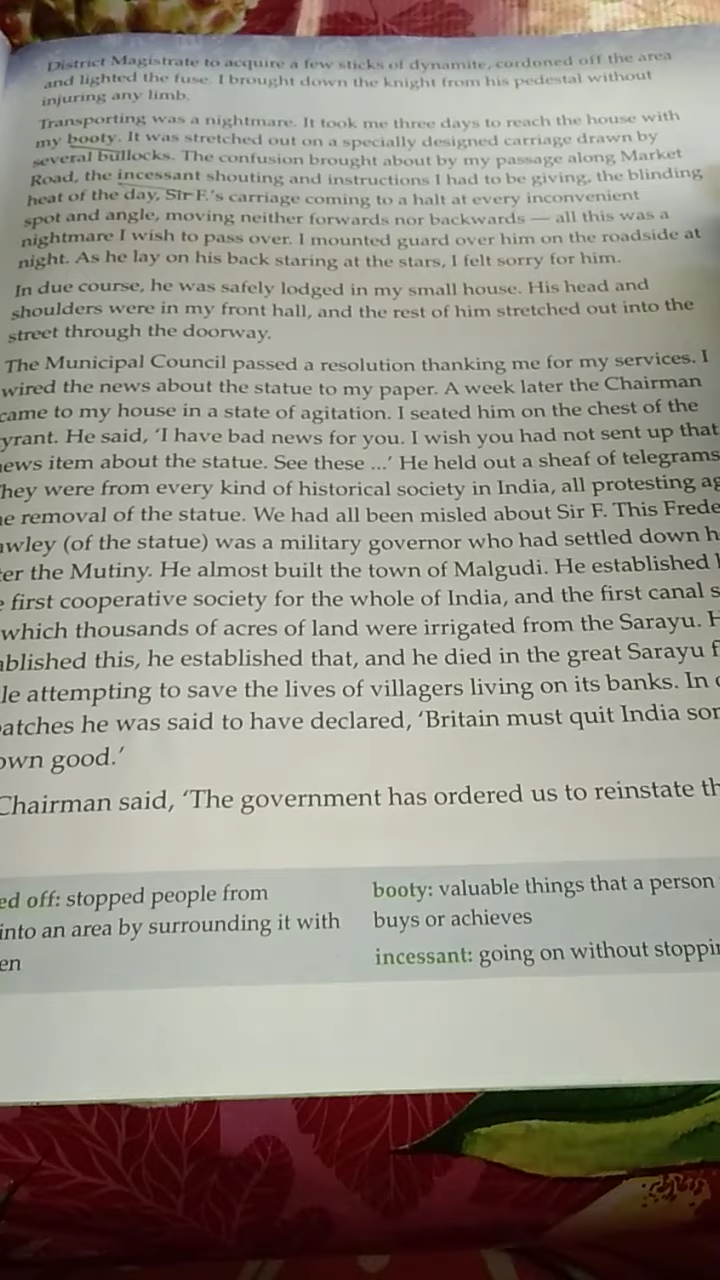 District Magistrate to acquire a few sticks of dynamite, cordoned off the area
and lighted the fuse. I brought down the knight from his pedestal without
injuring any limb.
Transporting was a nightmare. It took me three days to reach the house with
my booty. It was stretched out on a specially designed carriage drawn by
several bullocks. The confusion brought about by my passage along Market
Road, the incessant shouting and instructions I had to be giving, the blinding
heat of the day, Sir F.'s carriage coming to a halt at every inconvenient
spot and angle, moving neither forwards nor backwards — all this was a
nightmare I wish to pass over. I mounted guard over him on the roadside at
night. As he lay on his back staring at the stars, I felt sorry for him.
In due course, he was safely lodged in my small house. His head and
shoulders were in my front hall, and the rest of him stretched out into the
street through the doorway.
The Municipal Council passed a resolution thanking me for my services. I
wired the news about the statue to my paper. A week later the Chairman
came to my house in a state of agitation. I seated him on the chest of the
yrant. He said, 'I have bad news for you. I wish you had not sent up that
ews item about the statue. See these ...' He held out a sheaf of telegrams
hey were from every kind of historical society in India, all protesting ag
e removal of the statue. We had all been misled about Sir F. This Frede
wley (of the statue) was a military governor who had settled down h
er the Mutiny. He almost built the town of Malgudi. He established
e first cooperative society for the whole of India, and the first canal s
which thousands of acres of land were irrigated from the Sarayu. H
ablished this, he established that, and he died in the great Sarayu f
le attempting to save the lives of villagers living on its banks. In
patches he was said to have declared, 'Britain must quit India som
own good.'
Chairman said, 'The government has ordered us to reinstate th
ed off: stopped people from
into an area by surrounding it with
en
booty: valuable things that a person
buys or achieves
incessant: going on without stoppin